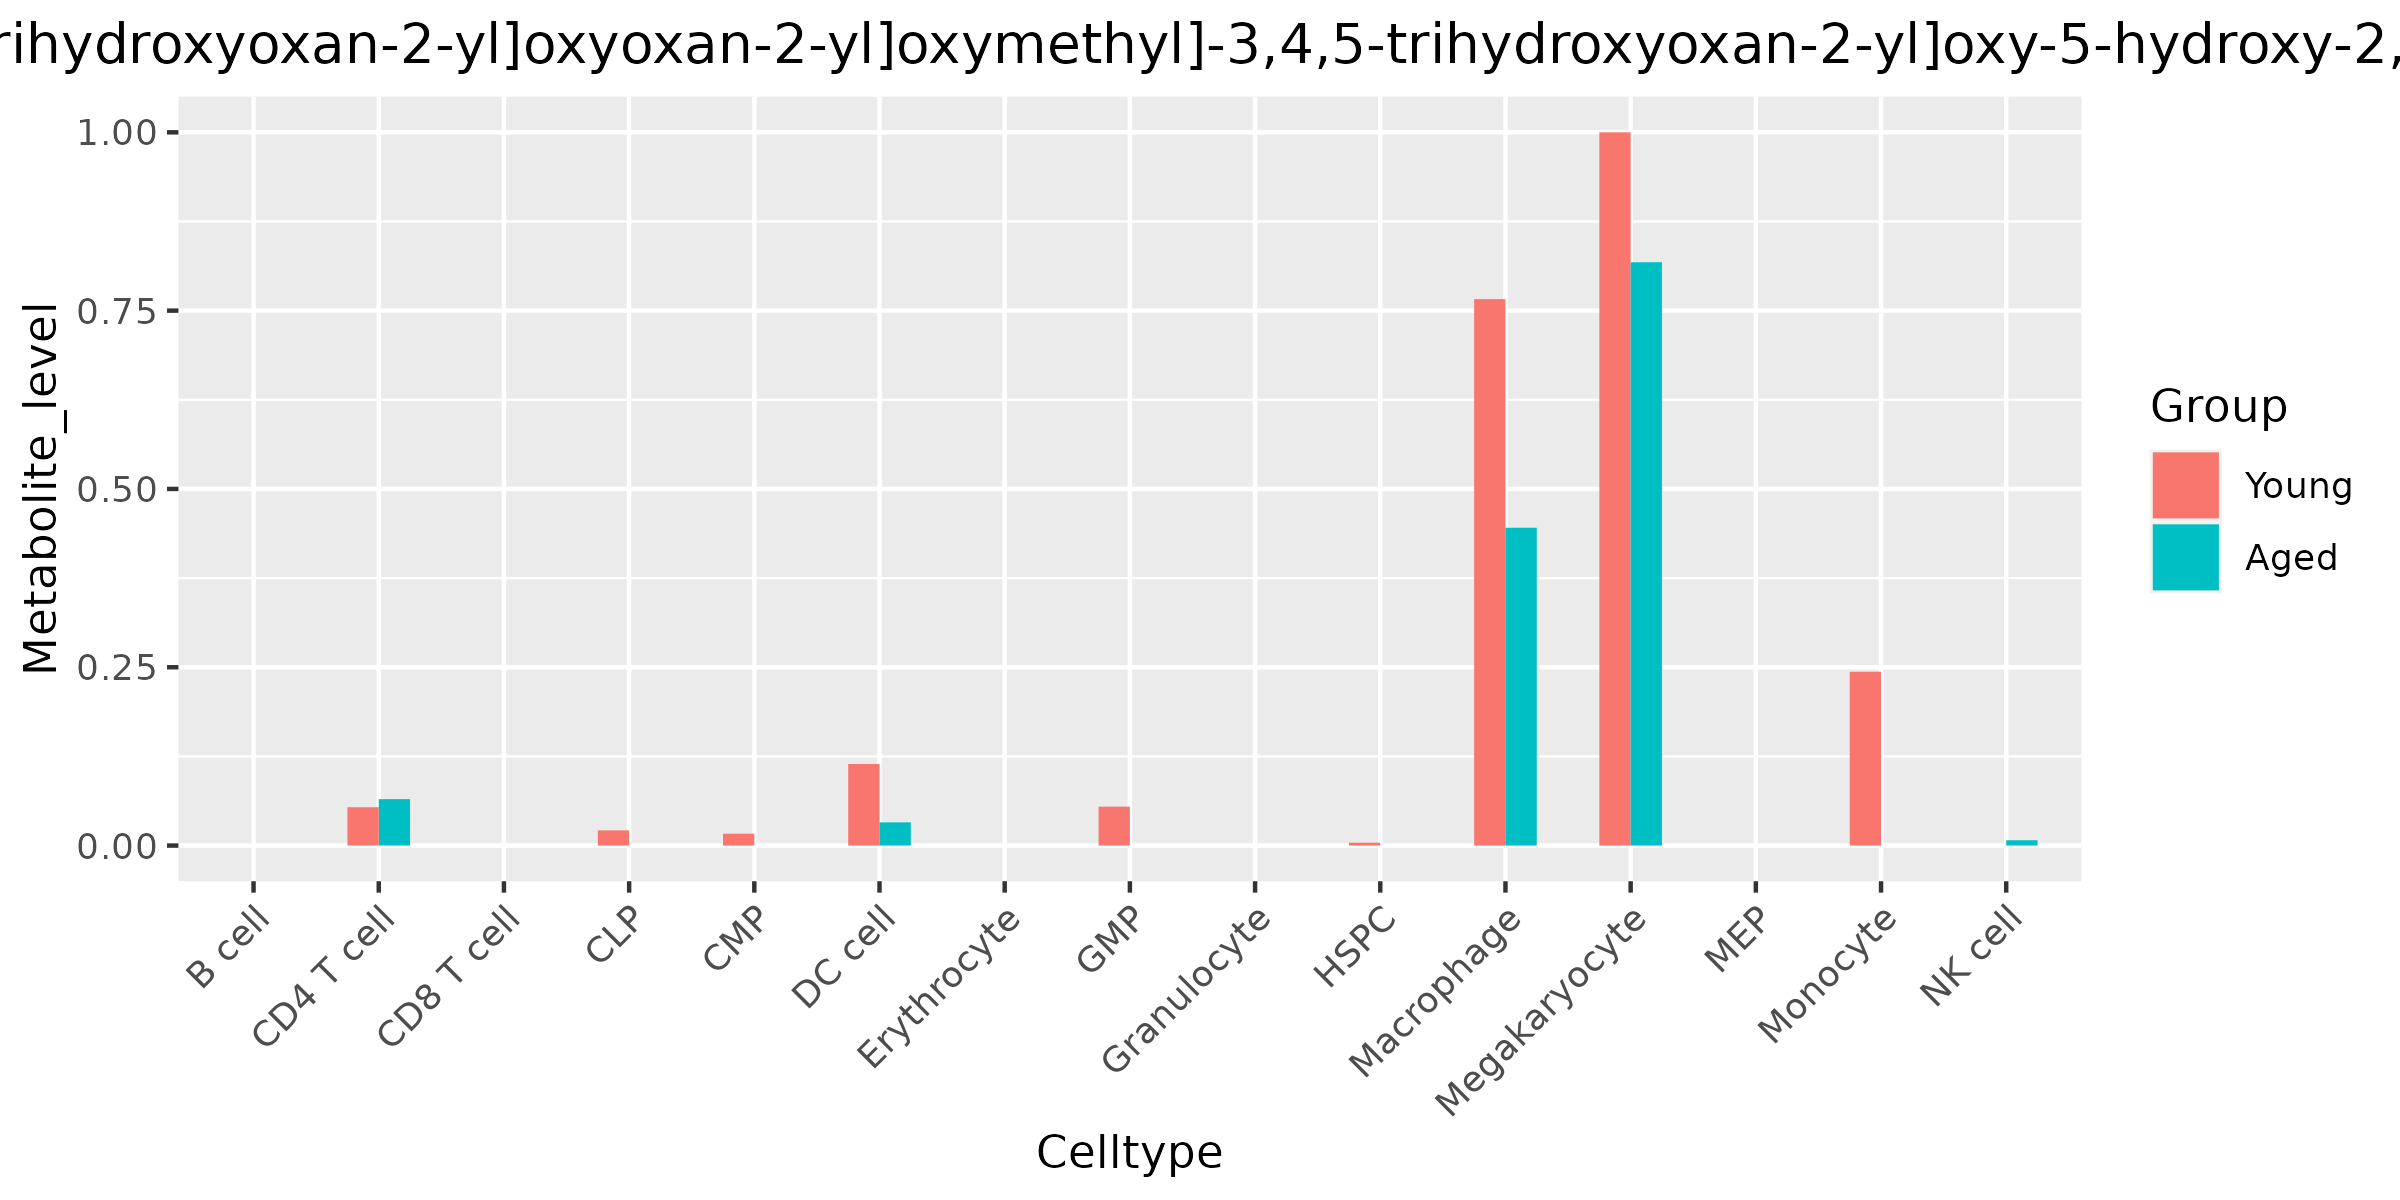 rihydroxyoxan-2-yl]oxyoxan-2-yl]oxymethyl]-3,4,5-trihydroxyoxan-2-yl]oxy-5-hydroxy-2,
Metabolite_level
1.00
0.75
0.50
0.25
0.00
B cell
CD4 T cell
CD8 T cell
CLP
CMP
DC cell
Erythrocyte
GMP
Granulocyte
HSPC
Macrophage
Megakaryocyte
MEP
Monocyte
NK cell
Celltype
Group
Young
Aged